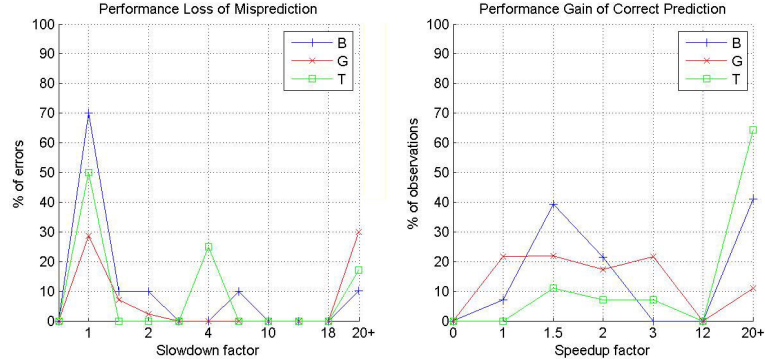 Performance Loss of Misprediction
100
90
80
70
60
50
40
30
20
10
0
% of errors
B
G
T
1 2 4 10 18 20+
Slowdown factor
Performance Gain of Correct Prediction
100
90
80
70
60
50
40
30
20
10
0
% of observations
B
G
T
0 1 1.5 2 3 12 20+
Speedup factor